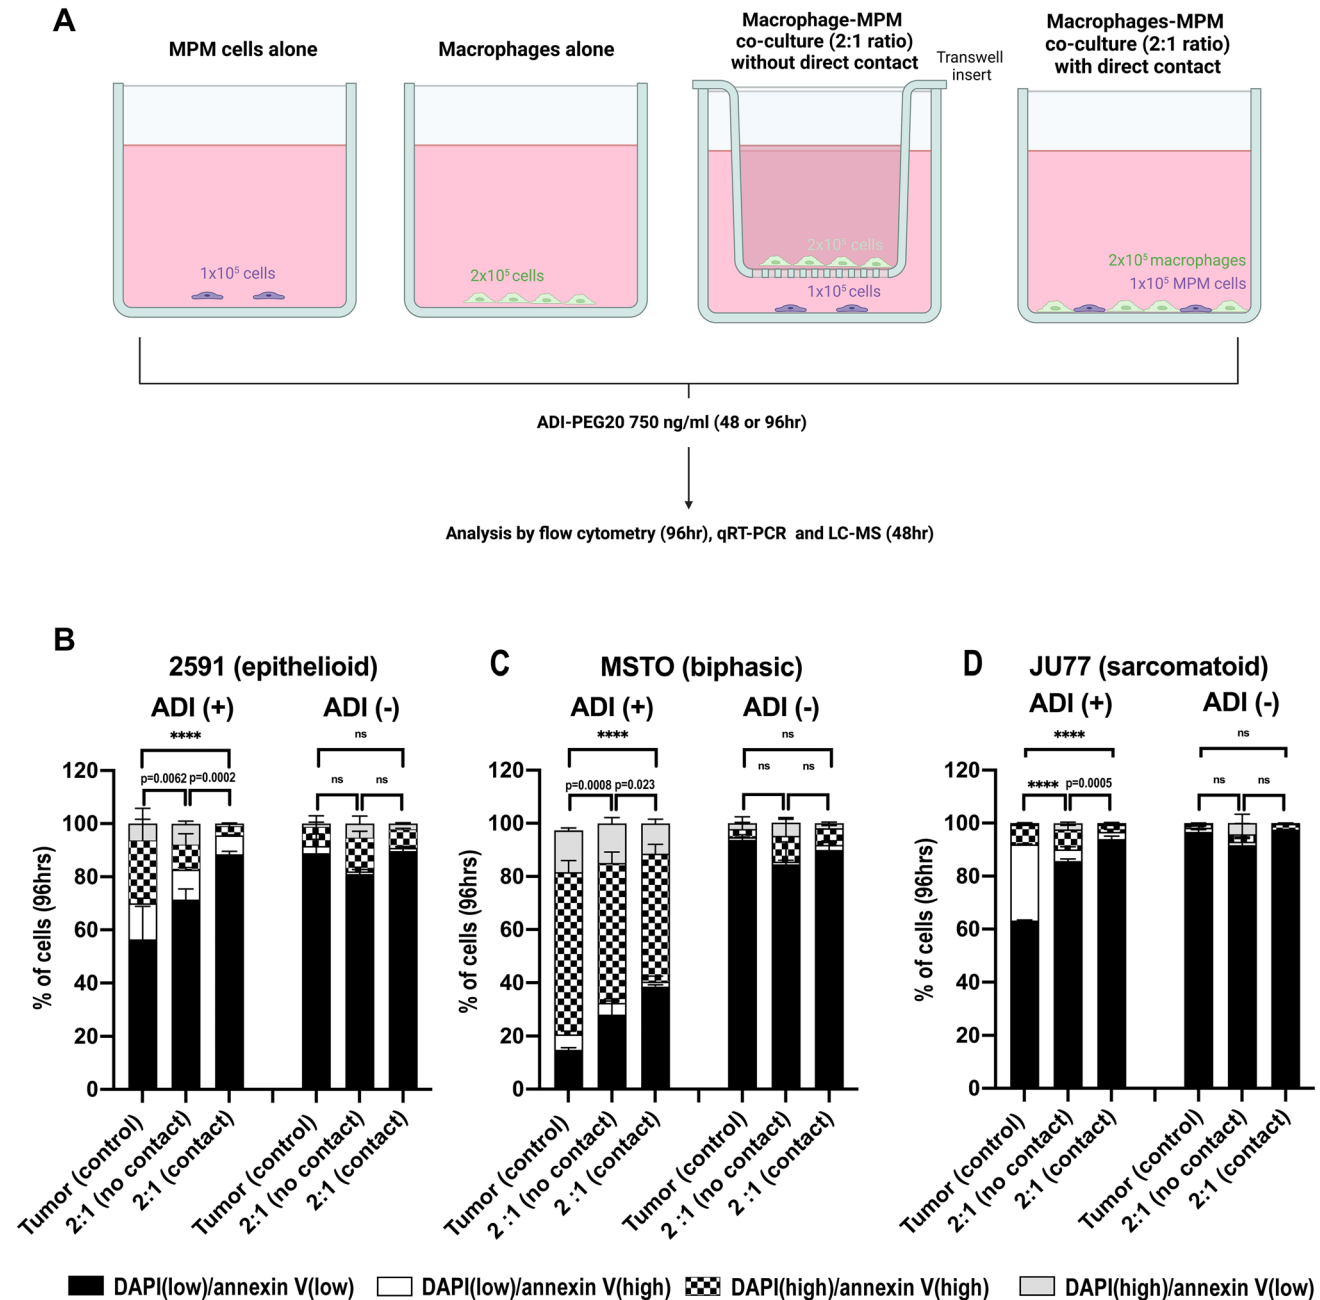 A
MPM cells alone
Macrophages alone
Macrophage-MPM
co-culture (2:1 ratio)
without direct contact
Transwell
insert
Macrophages-MPM
co-culture (2:1 ratio)
with direct contact
1x10⁵ cells
2x10⁵ cells
2x10⁵ cells
1x10⁵ cells
2x10⁵ macrophages
1x10⁵ MPM cells
ADI-PEG20 750 ng/ml (48 or 96hr)
Analysis by flow cytometry (96hr), qRT-PCR and LC-MS (48hr)
B
2591 (epithelioid)
ADI (+)
ADI (-)
****
ns
p=0.0062
p=0.0002
ns
ns
% of cells (96hrs)
120
100
80
60
40
20
0
Tumor (control)
2:1 (no contact)
2:1 (contact)
Tumor (control)
2:1 (no contact)
2:1 (contact)
C
MSTO (biphasic)
ADI (+)
ADI (-)
****
ns
p=0.0008
p=0.023
ns
ns
% of cells (96hrs)
120
100
80
60
40
20
0
Tumor (control)
2 :1 (no contact)
2 :1 (contact)
Tumor (control)
2 :1 (no contact)
2 :1 (contact)
D
JU77 (sarcomatoid)
ADI (+)
ADI (-)
****
ns
****
p=0.0005
ns
ns
% of cells (96hrs)
120
100
80
60
40
20
0
Tumor (control)
2:1 (no contact)
2:1 (contact)
Tumor (control)
2:1 (no contact)
2:1 (contact)
DAPI(low)/annexin V(low)
DAPI(low)/annexin V(high)
DAPI(high)/annexin V(high)
DAPI(high)/annexin V(low)